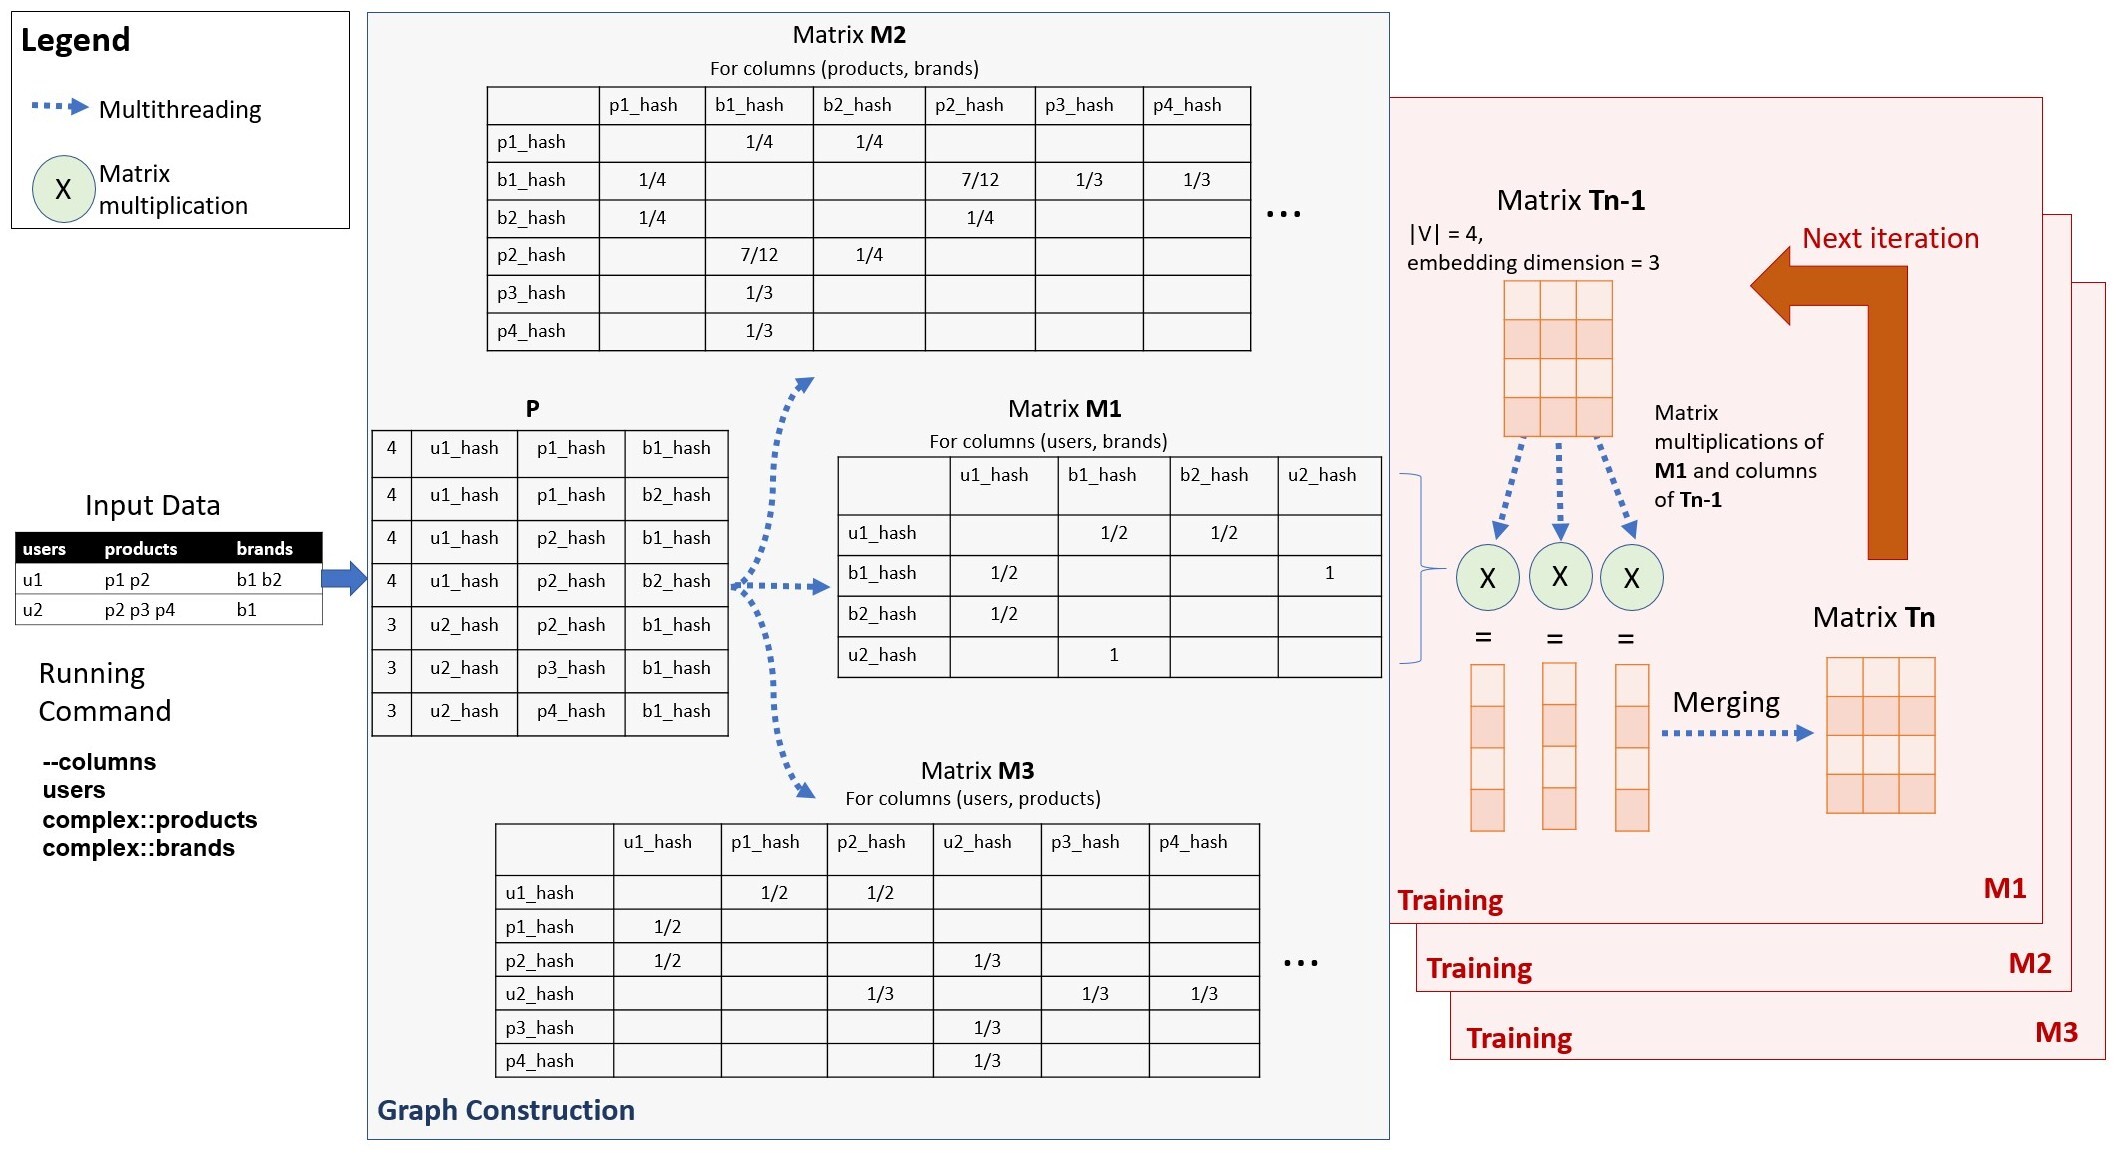 Legend
Multithreading
X
Matrix
multiplication
Input Data
users products brands
u1 p1 p2 b1 b2
u2 p2 p3 p4 b1
Running
Command
--columns
users
complex::products
complex::brands
Matrix M2
For columns (products, brands)
p1_hash b1_hash b2_hash p2_hash p3_hash p4_hash
p1_hash 1/4 1/4
b1_hash 1/4 7/12 1/3 1/3
b2_hash 1/4 1/4
p2_hash 7/12 1/4
p3_hash 1/3
p4_hash 1/3
...
P
4 u1_hash p1_hash b1_hash
4 u1_hash p1_hash b2_hash
4 u1_hash p2_hash b1_hash
4 u1_hash p2_hash b2_hash
3 u2_hash p2_hash b1_hash
3 u2_hash p3_hash b1_hash
3 u2_hash p4_hash b1_hash
Matrix M1
For columns (users, brands)
u1_hash b1_hash b2_hash u2_hash
u1_hash 1/2 1/2
b1_hash 1/2 1
b2_hash 1/2
u2_hash 1
Matrix M3
For columns (users, products)
u1_hash p1_hash p2_hash u2_hash p3_hash p4_hash
u1_hash 1/2 1/2
p1_hash 1/2
p2_hash 1/2 1/3
u2_hash 1/3 1/3 1/3
p3_hash 1/3
p4_hash 1/3
...
Graph Construction
Matrix Tn-1
|V| = 4,
embedding dimension = 3
Next iteration
Matrix
multiplications of
M1 and columns
of Tn-1
X X X
= = =
Merging
Matrix Tn
Training M1
Training M2
Training M3